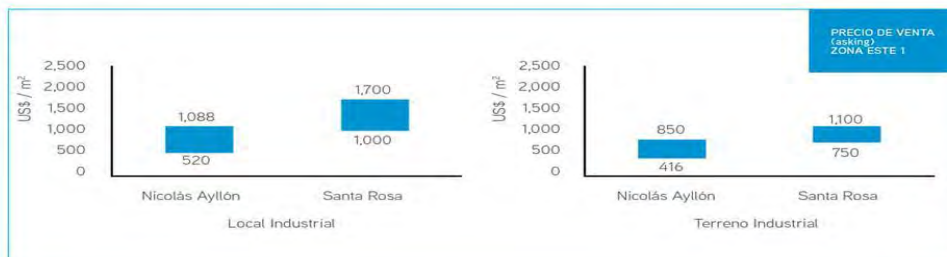 PRECIO DE VENTA
(asking)
ZONA ESTE 1
US$ / m²
2,500
2,000
1,500
1,000
500
0
1,088
520
1,700
1,000
Nicolás Ayllón
Santa Rosa
Local Industrial
US$ / m²
2,500
2,000
1,500
1,000
500
0
850
416
1,100
750
Nicolás Ayllón
Santa Rosa
Terreno Industrial